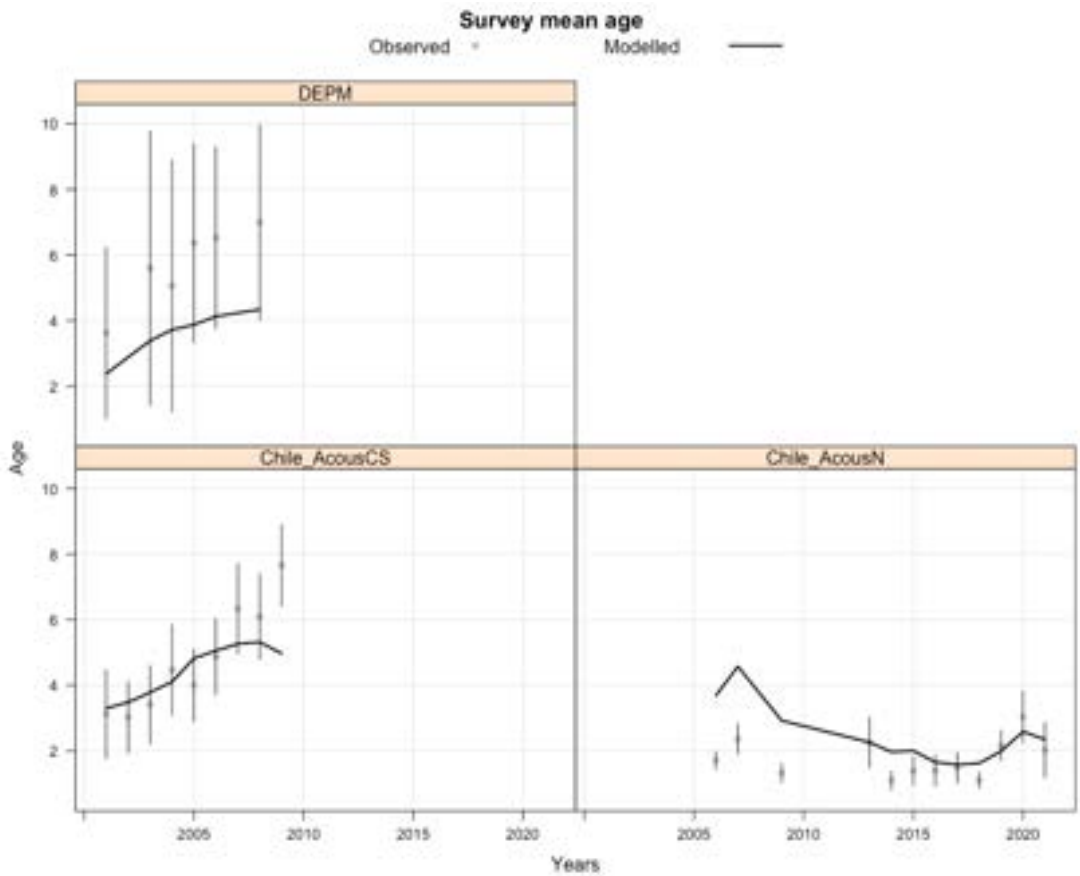 Survey mean age
Observed Modelled
DEPM
10
8
6
4
2
Age
Chile_AcousCS Chile_AcousN
10
8
6
4
2
2005 2010 2015 2020 2005 2010 2015 2020
Years